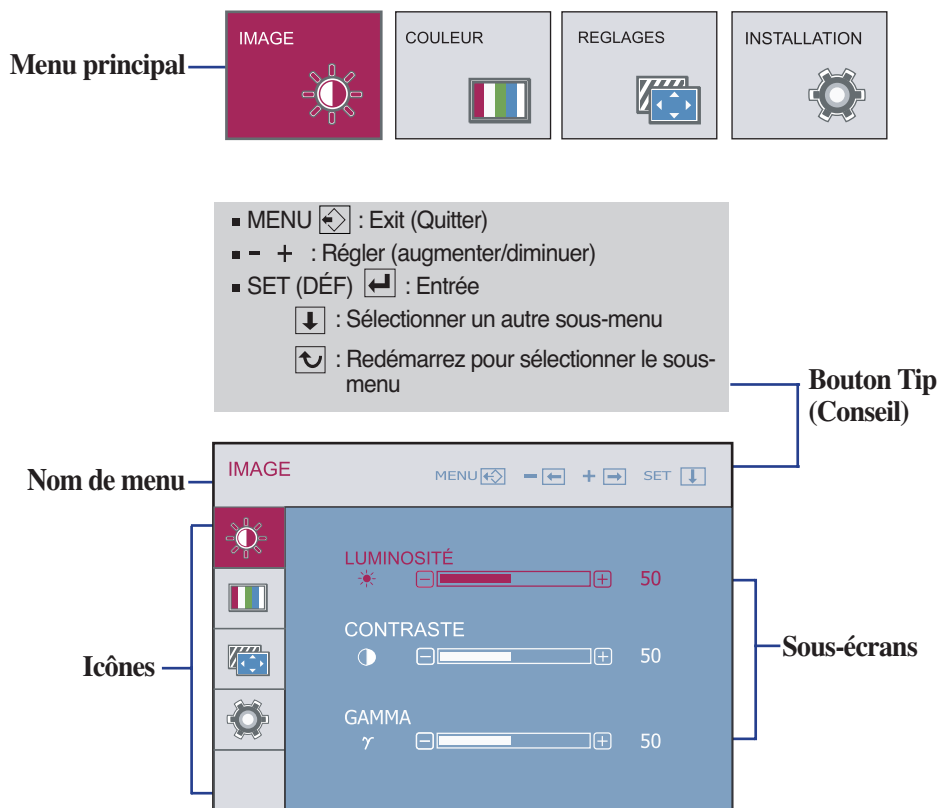 IMAGE
COULEUR
REGLAGES
INSTALLATION
Menu principal
MENU : Exit (Quitter)
- + : Régler (augmenter/diminuer)
SET (DÉF) : Entrée
: Sélectionner un autre sous-menu
: Redémarrez pour sélectionner le sous-
menu
Bouton Tip
(Conseil)
Nom de menu
IMAGE
MENU - + SET
LUMINOSITÉ
50
CONTRASTE
50
GAMMA
γ 50
Icônes
Sous-écrans